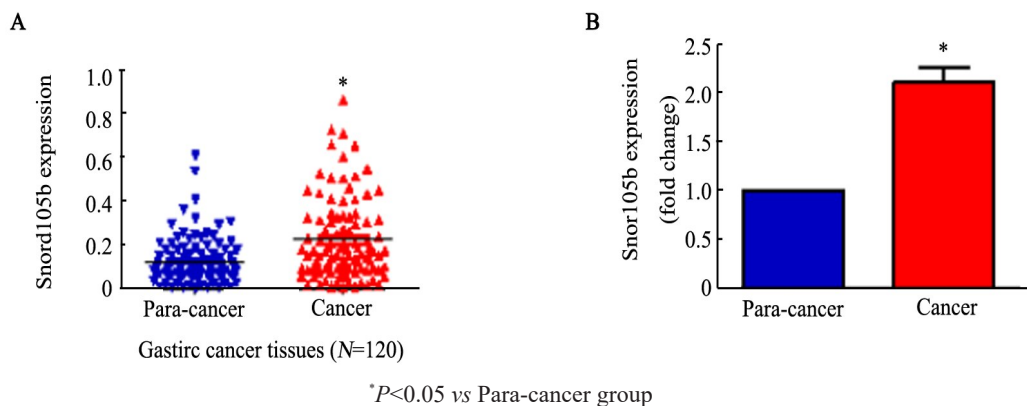 A
Snord105b expression
1.0
0.8
0.6
0.4
0.2
0
*
Para-cancer
Cancer
Gastirc cancer tissues (N=120)
B
Snor105b expression
(fold change)
2.5
2.0
1.5
1.0
0.5
0
*
Para-cancer
Cancer
*P<0.05 vs Para-cancer group